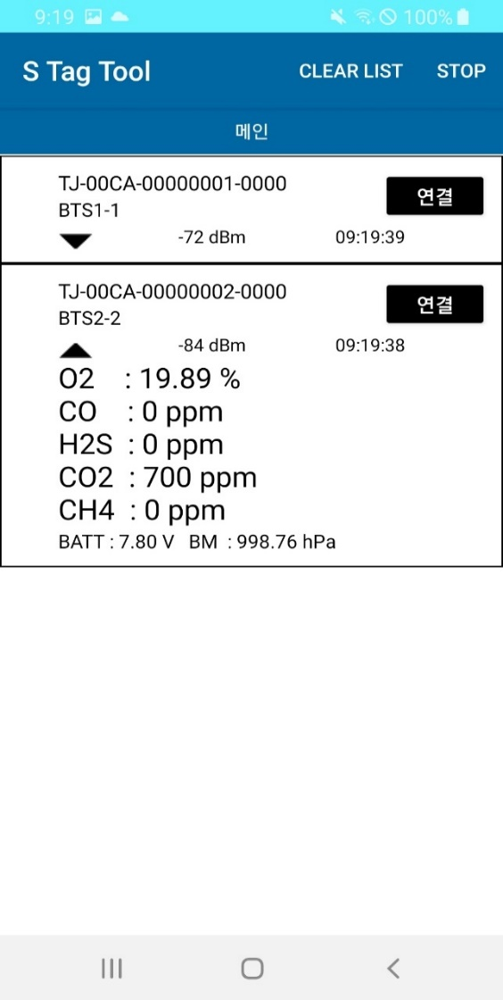 9:19 100%
S Tag Tool CLEAR LIST STOP
메인
TJ-00CA-00000001-0000
연결
BTS1-1
-72 dBm 09:19:39
TJ-00CA-00000002-0000
연결
BTS2-2
-84 dBm 09:19:38
O2 : 19.89 %
CO : 0 ppm
H2S : 0 ppm
CO2 : 700 ppm
CH4 : 0 ppm
BATT : 7.80 V BM : 998.76 hPa